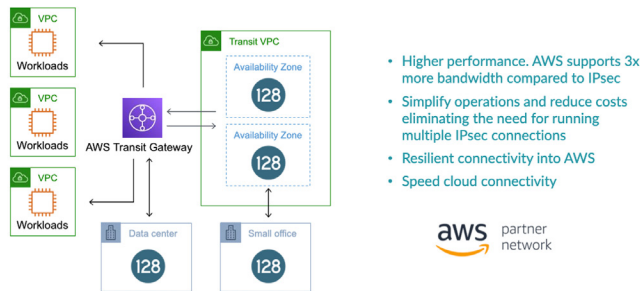 VPC
Workloads
VPC
Workloads
VPC
Workloads
AWS Transit Gateway
Transit VPC
Availability Zone
128
Availability Zone
128
Data center
128
Small office
128
• Higher performance. AWS supports 3x
more bandwidth compared to IPsec
• Simplify operations and reduce costs
eliminating the need for running
multiple IPsec connections
• Resilient connectivity into AWS
• Speed cloud connectivity
aws partner
network